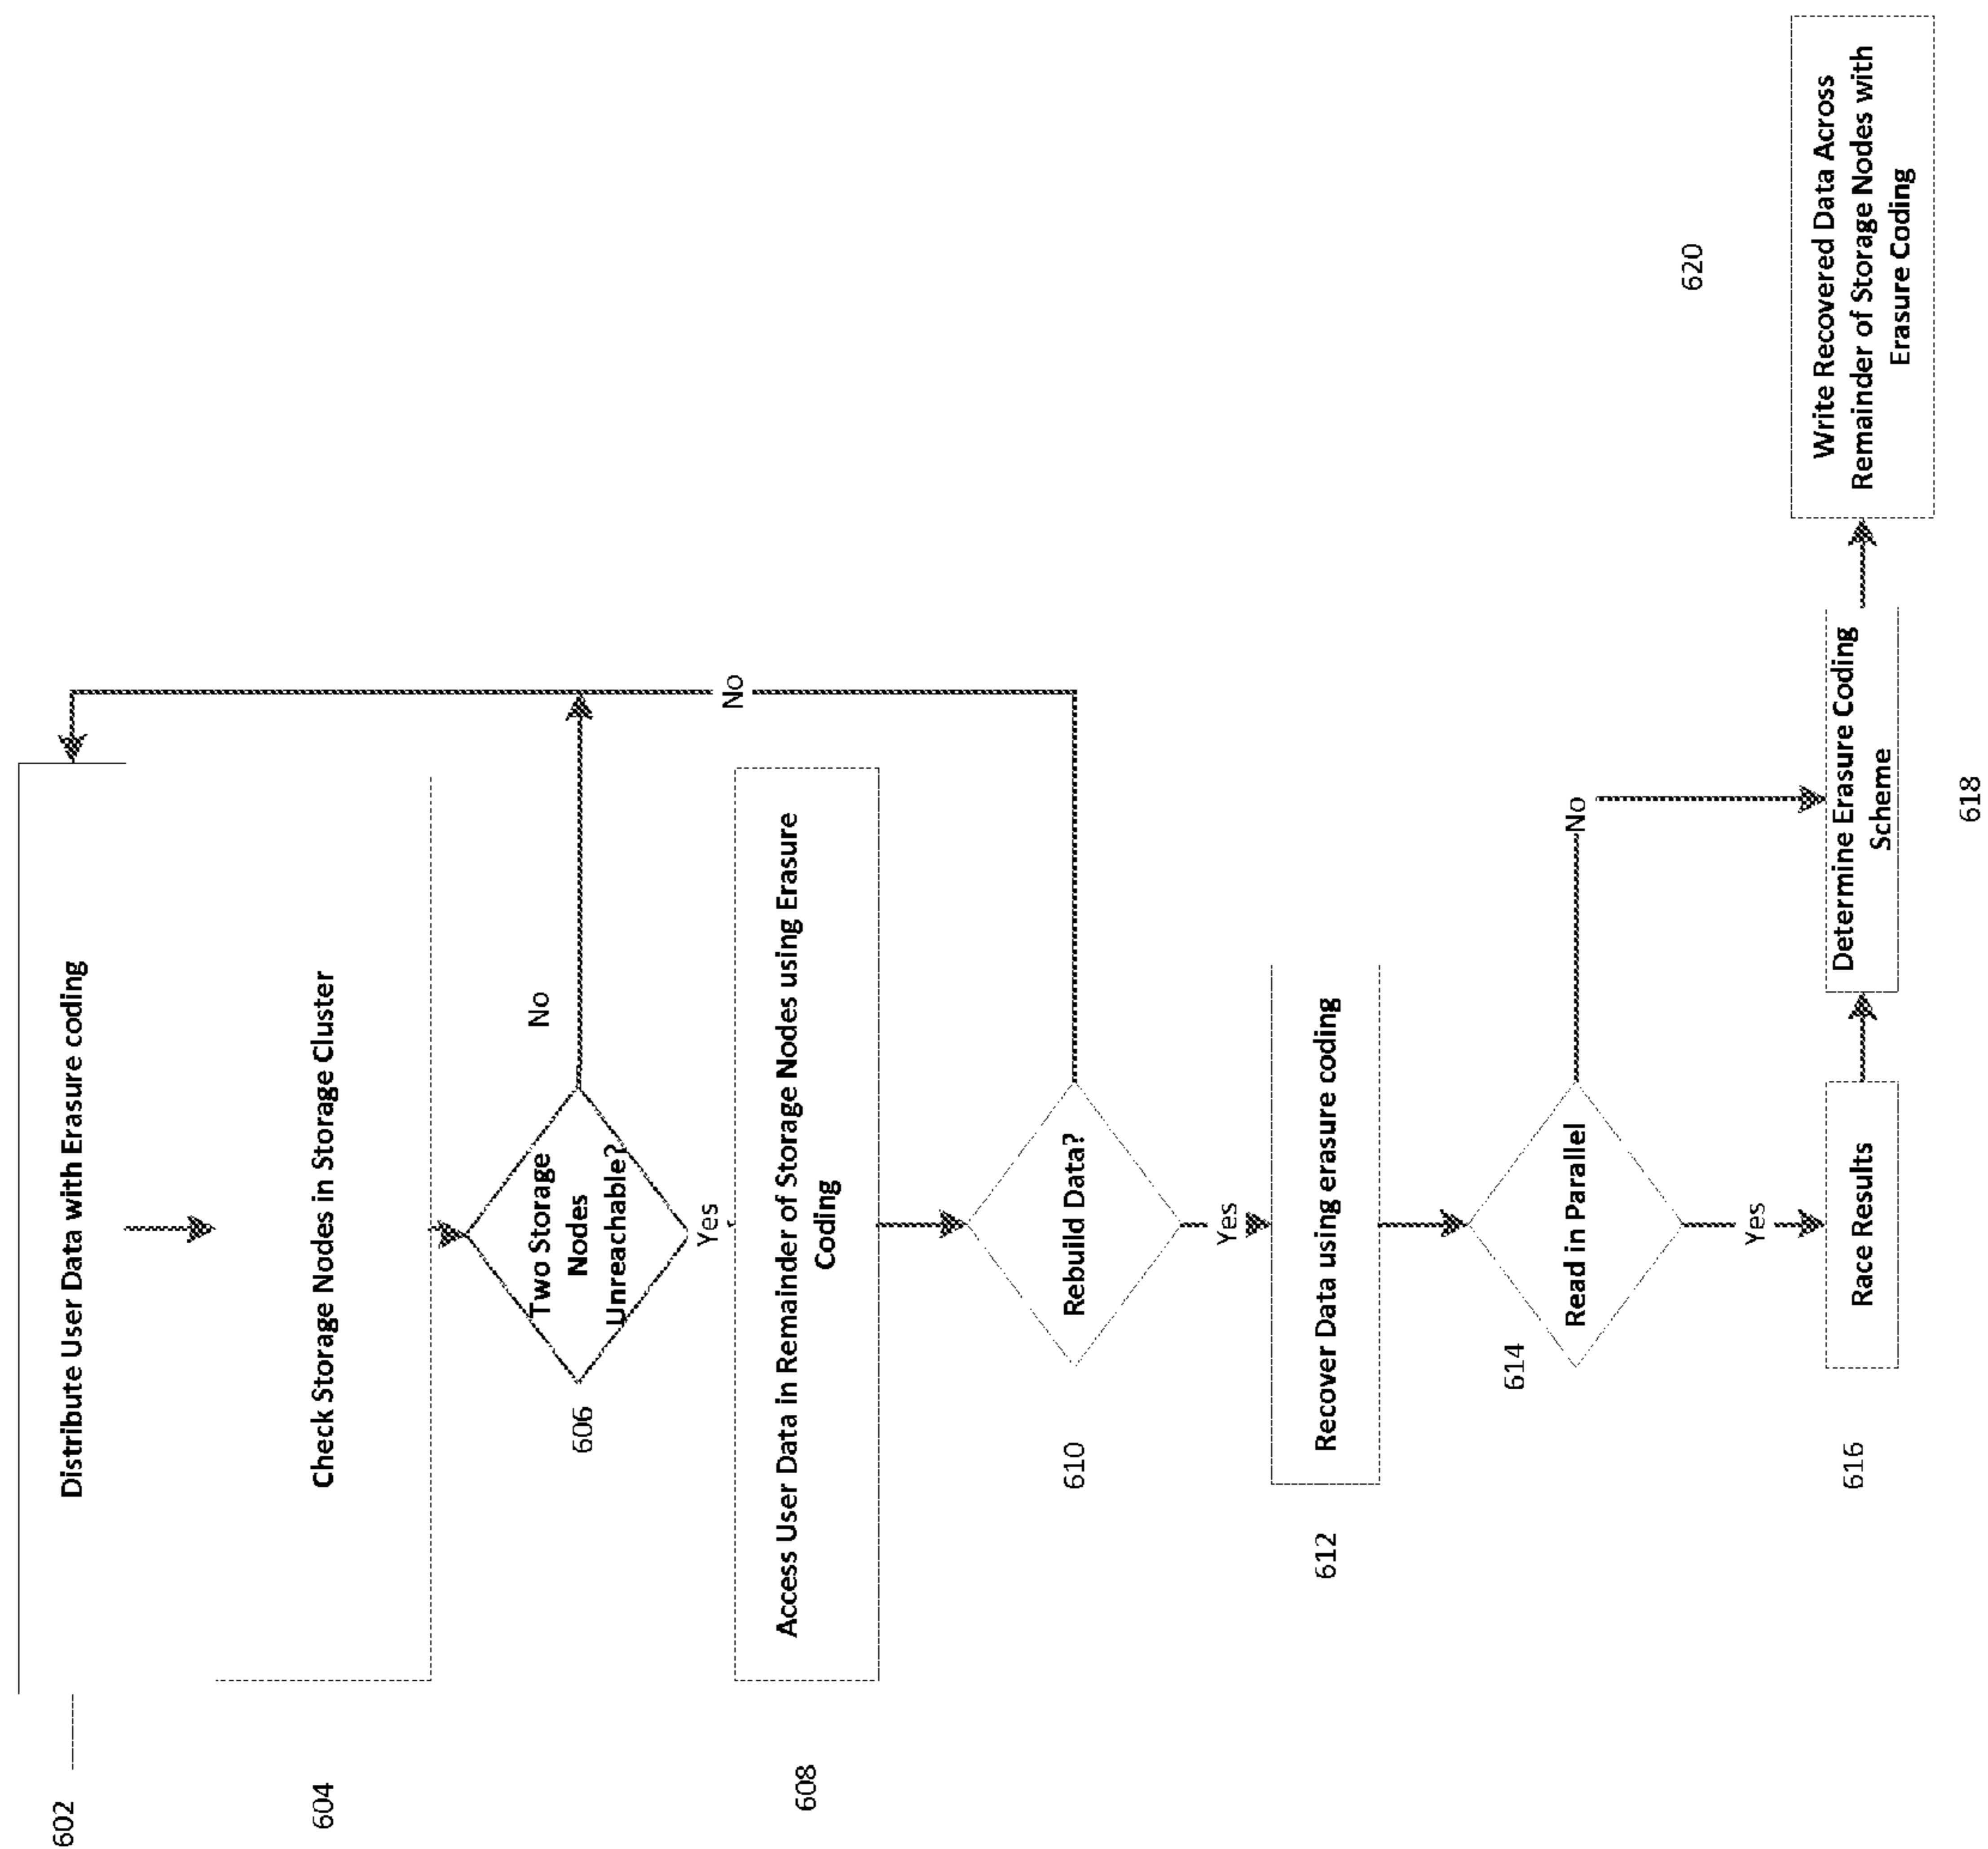 602
Distribute User Data with Erasure coding
604
Check Storage Nodes in Storage Cluster
606
Two Storage
Nodes
Unreachable?
No
Yes
608
Access User Data in Remainder of Storage Nodes using Erasure
Coding
610
Rebuild Data?
No
Yes
612
Recover Data using erasure coding
614
Read in Parallel
No
Yes
616
Race Results
Determine Erasure Coding
Scheme
618
620
Write Recovered Data Across
Remainder of Storage Nodes with
Erasure Coding